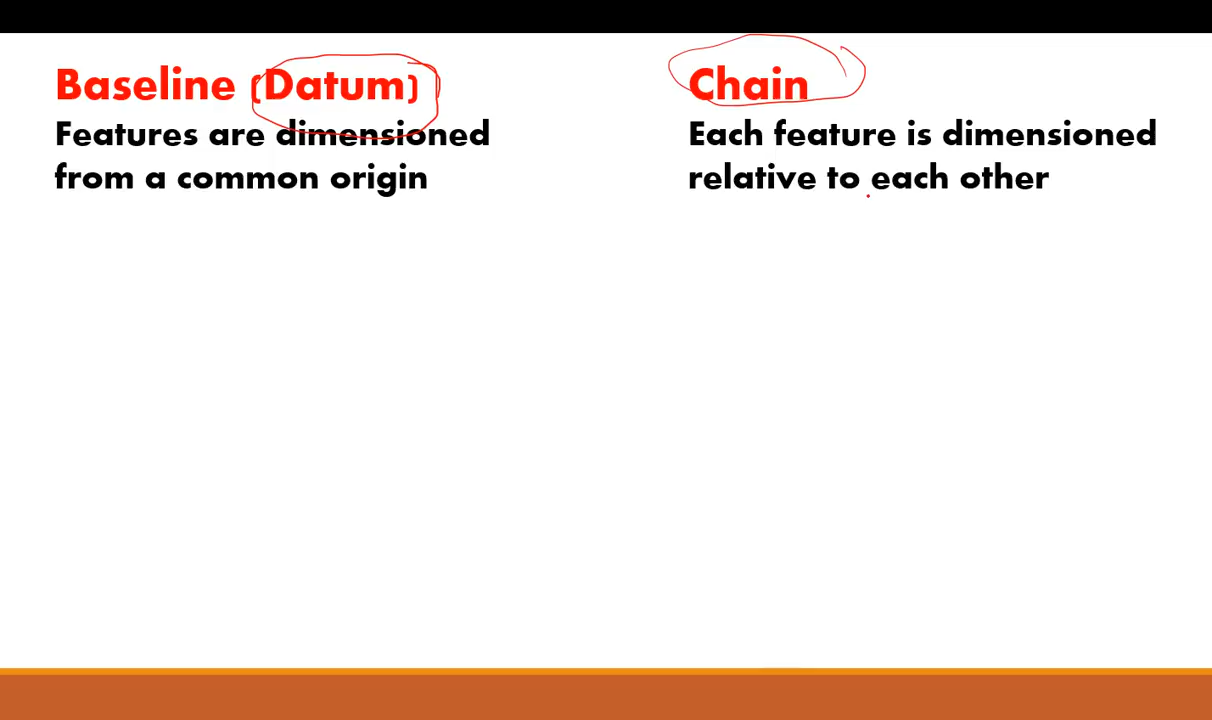 Baseline (Datum)
Features are dimensioned
from a common origin
Chain
Each feature is dimensioned
relative to each other